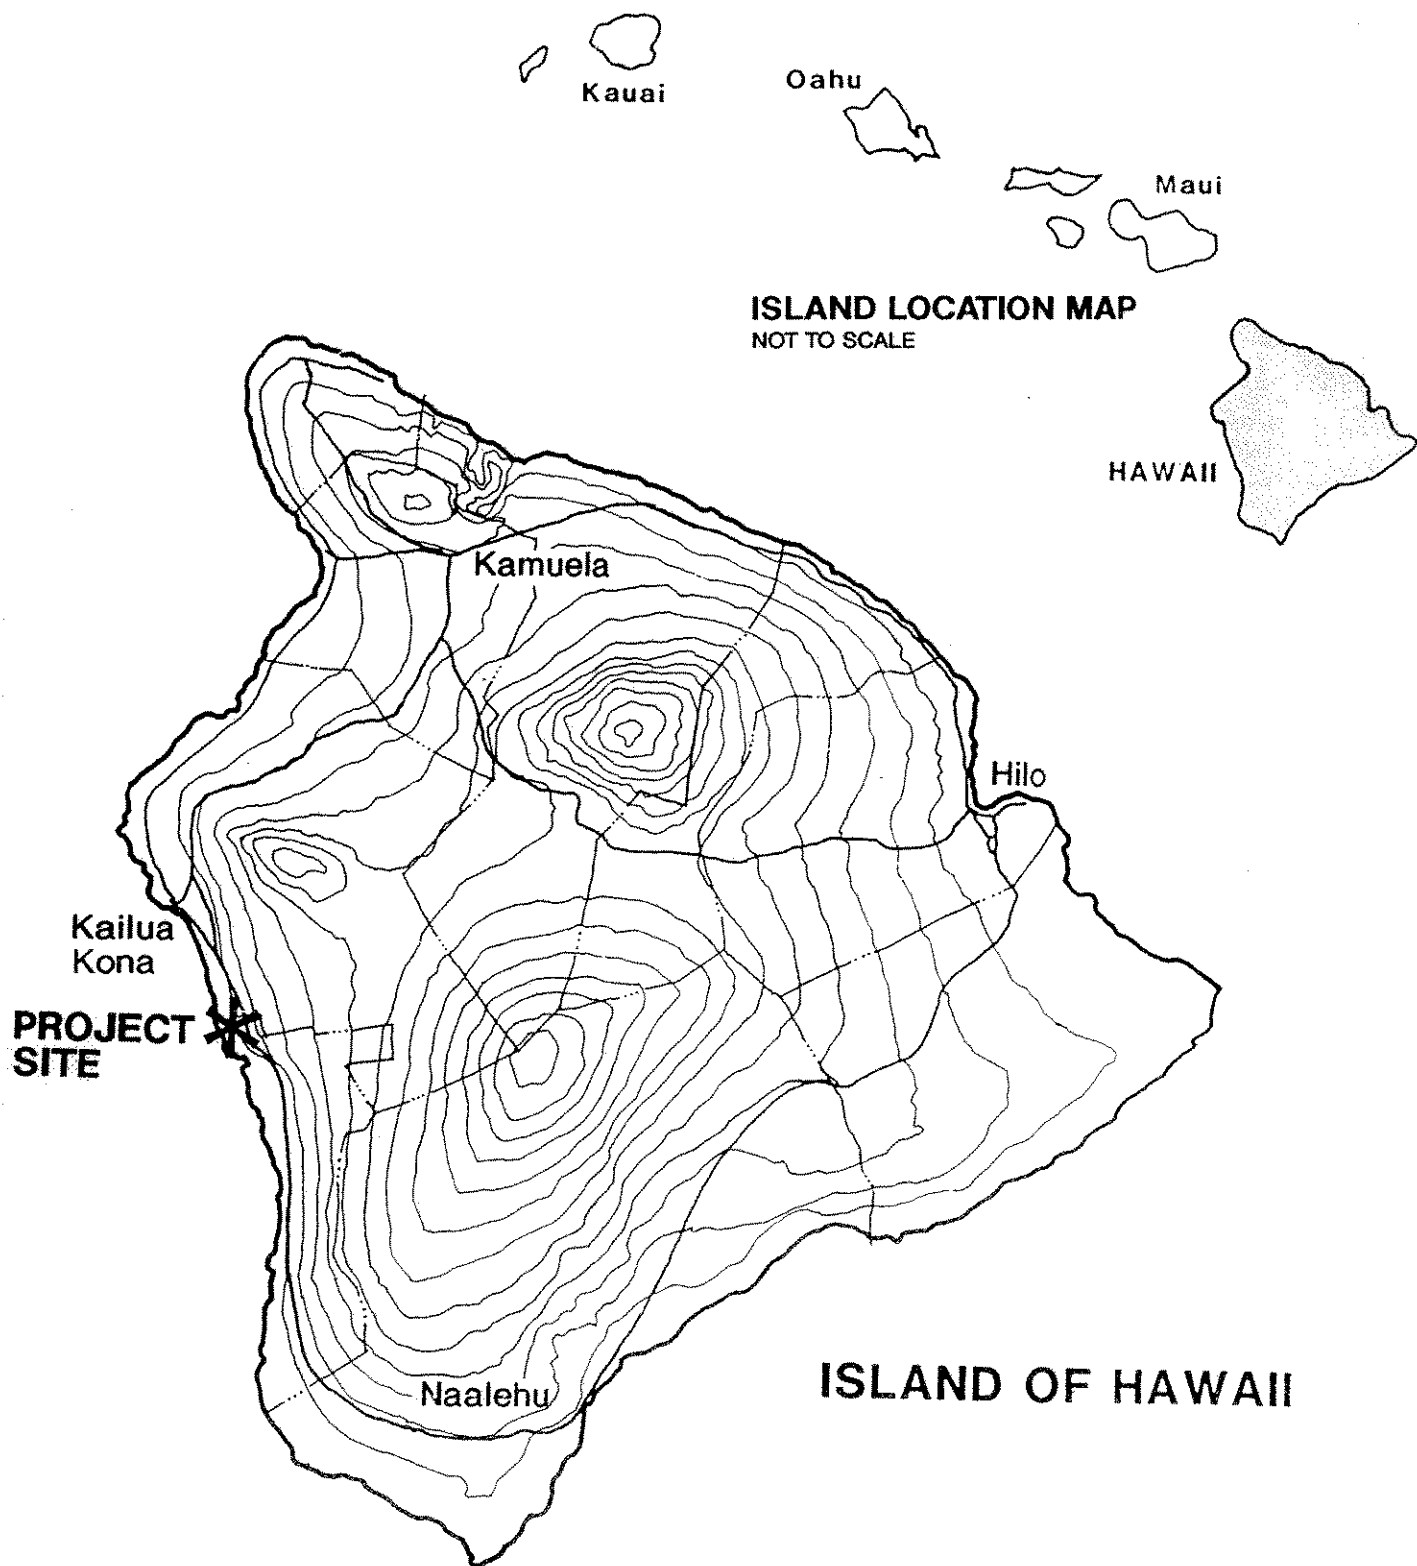 Kauai
Oahu
Maui
ISLAND LOCATION MAP
NOT TO SCALE
HAWAII
Kamuela
Hilo
Kailua
Kona
PROJECT
SITE
Naalehu
ISLAND OF HAWAII